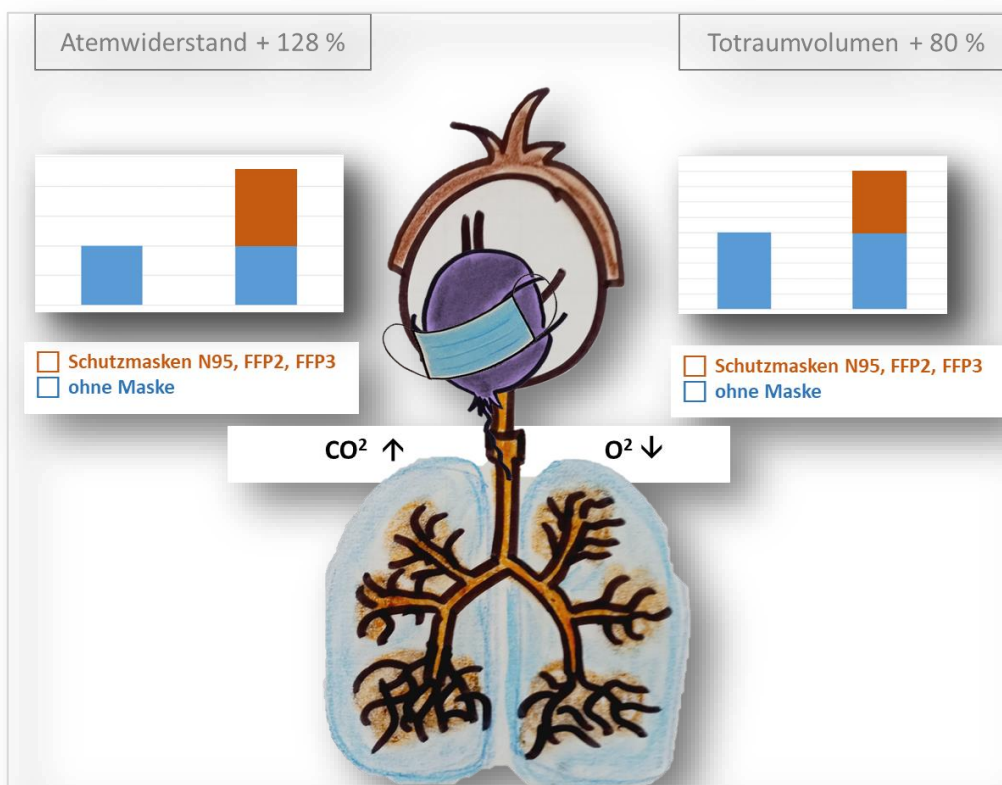 Atemwiderstand + 128 %
Totraumvolumen + 80 %
Schutzmasken N95, FFP2, FFP3
ohne Maske
Schutzmasken N95, FFP2, FFP3
ohne Maske
CO² ↑
O² ↓